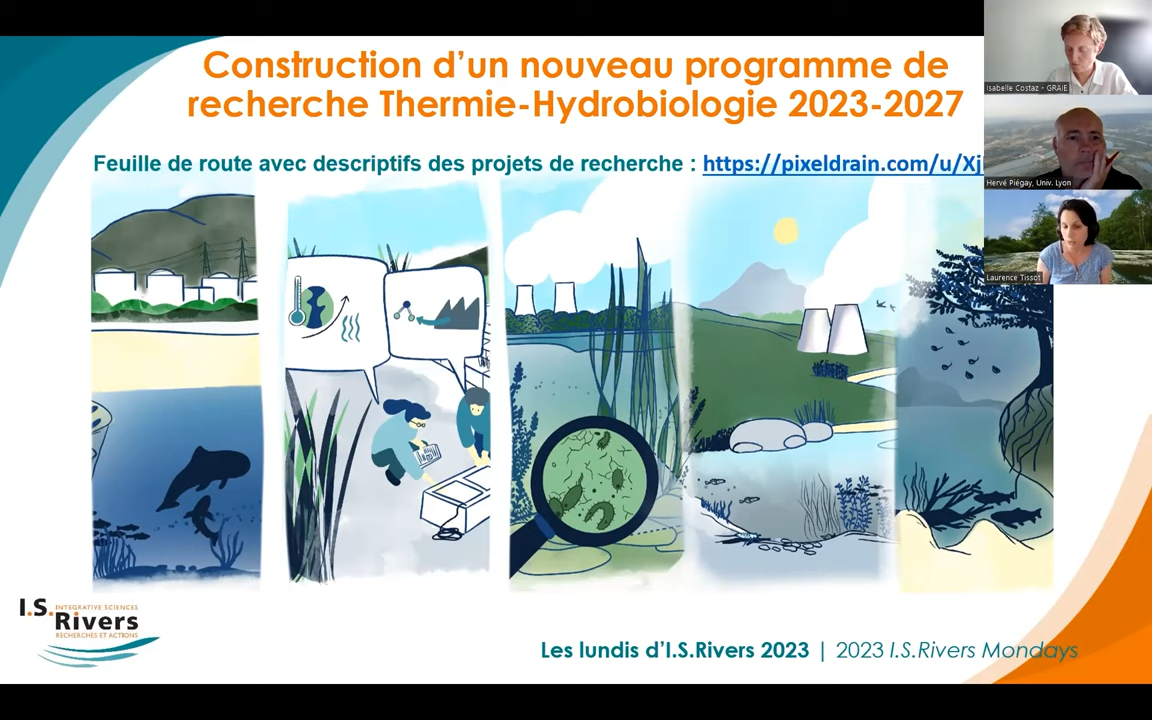 Construction d'un nouveau programme de
recherche Thermie-Hydrobiologie 2023-2027
Feuille de route avec descriptifs des projets de recherche : https://pixeldrain.com/u/Xj
Isabelle Costaz - GRAIE
Hervé Piégay, Univ. Lyon
Laurence Tissot
I.S. INTEGRATIVE SCIENCES
Rivers
RECHERCHES ET ACTIONS
Les lundis d'I.S.Rivers 2023 | 2023 I.S.Rivers Mondays